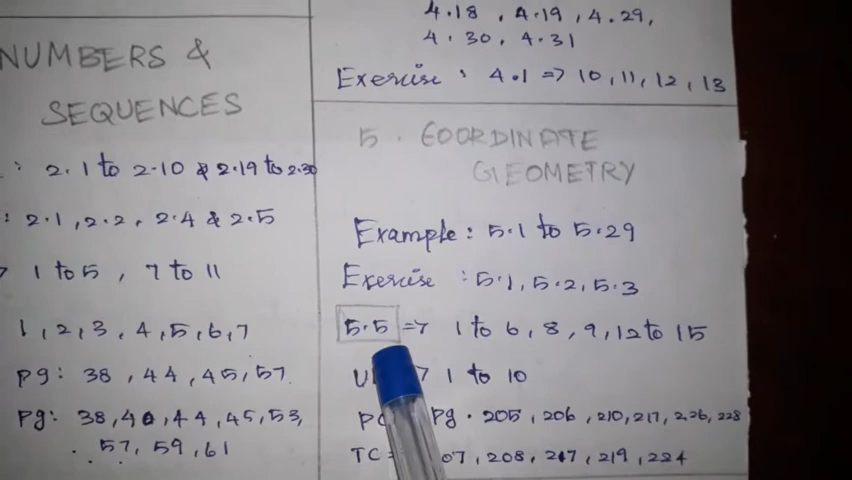 NUMBERS &
SEQUENCES
: 2.1 to 2.10 & 2.19 to 2.30
: 2.1, 2.2, 2.4 & 2.5
1 to 5, 7 to 11
1, 2, 3, 4, 5, 6, 7
Pg: 38, 44, 45, 57.
Pg: 38, 40, 44, 45, 53,
57, 59, 61
4.18, 4.19, 4.29,
4.30, 4.31
Exercise : 4.1 => 10, 11, 12, 13
5. COORDINATE
GEOMETRY
Example : 5.1 to 5.29
Exercise : 5.1, 5.2, 5.3
5.5 => 1 to 6, 8, 9, 12 to 15
1 to 10
Pg. 205, 206, 210, 217, 226, 228
TC 208, 217, 219, 224